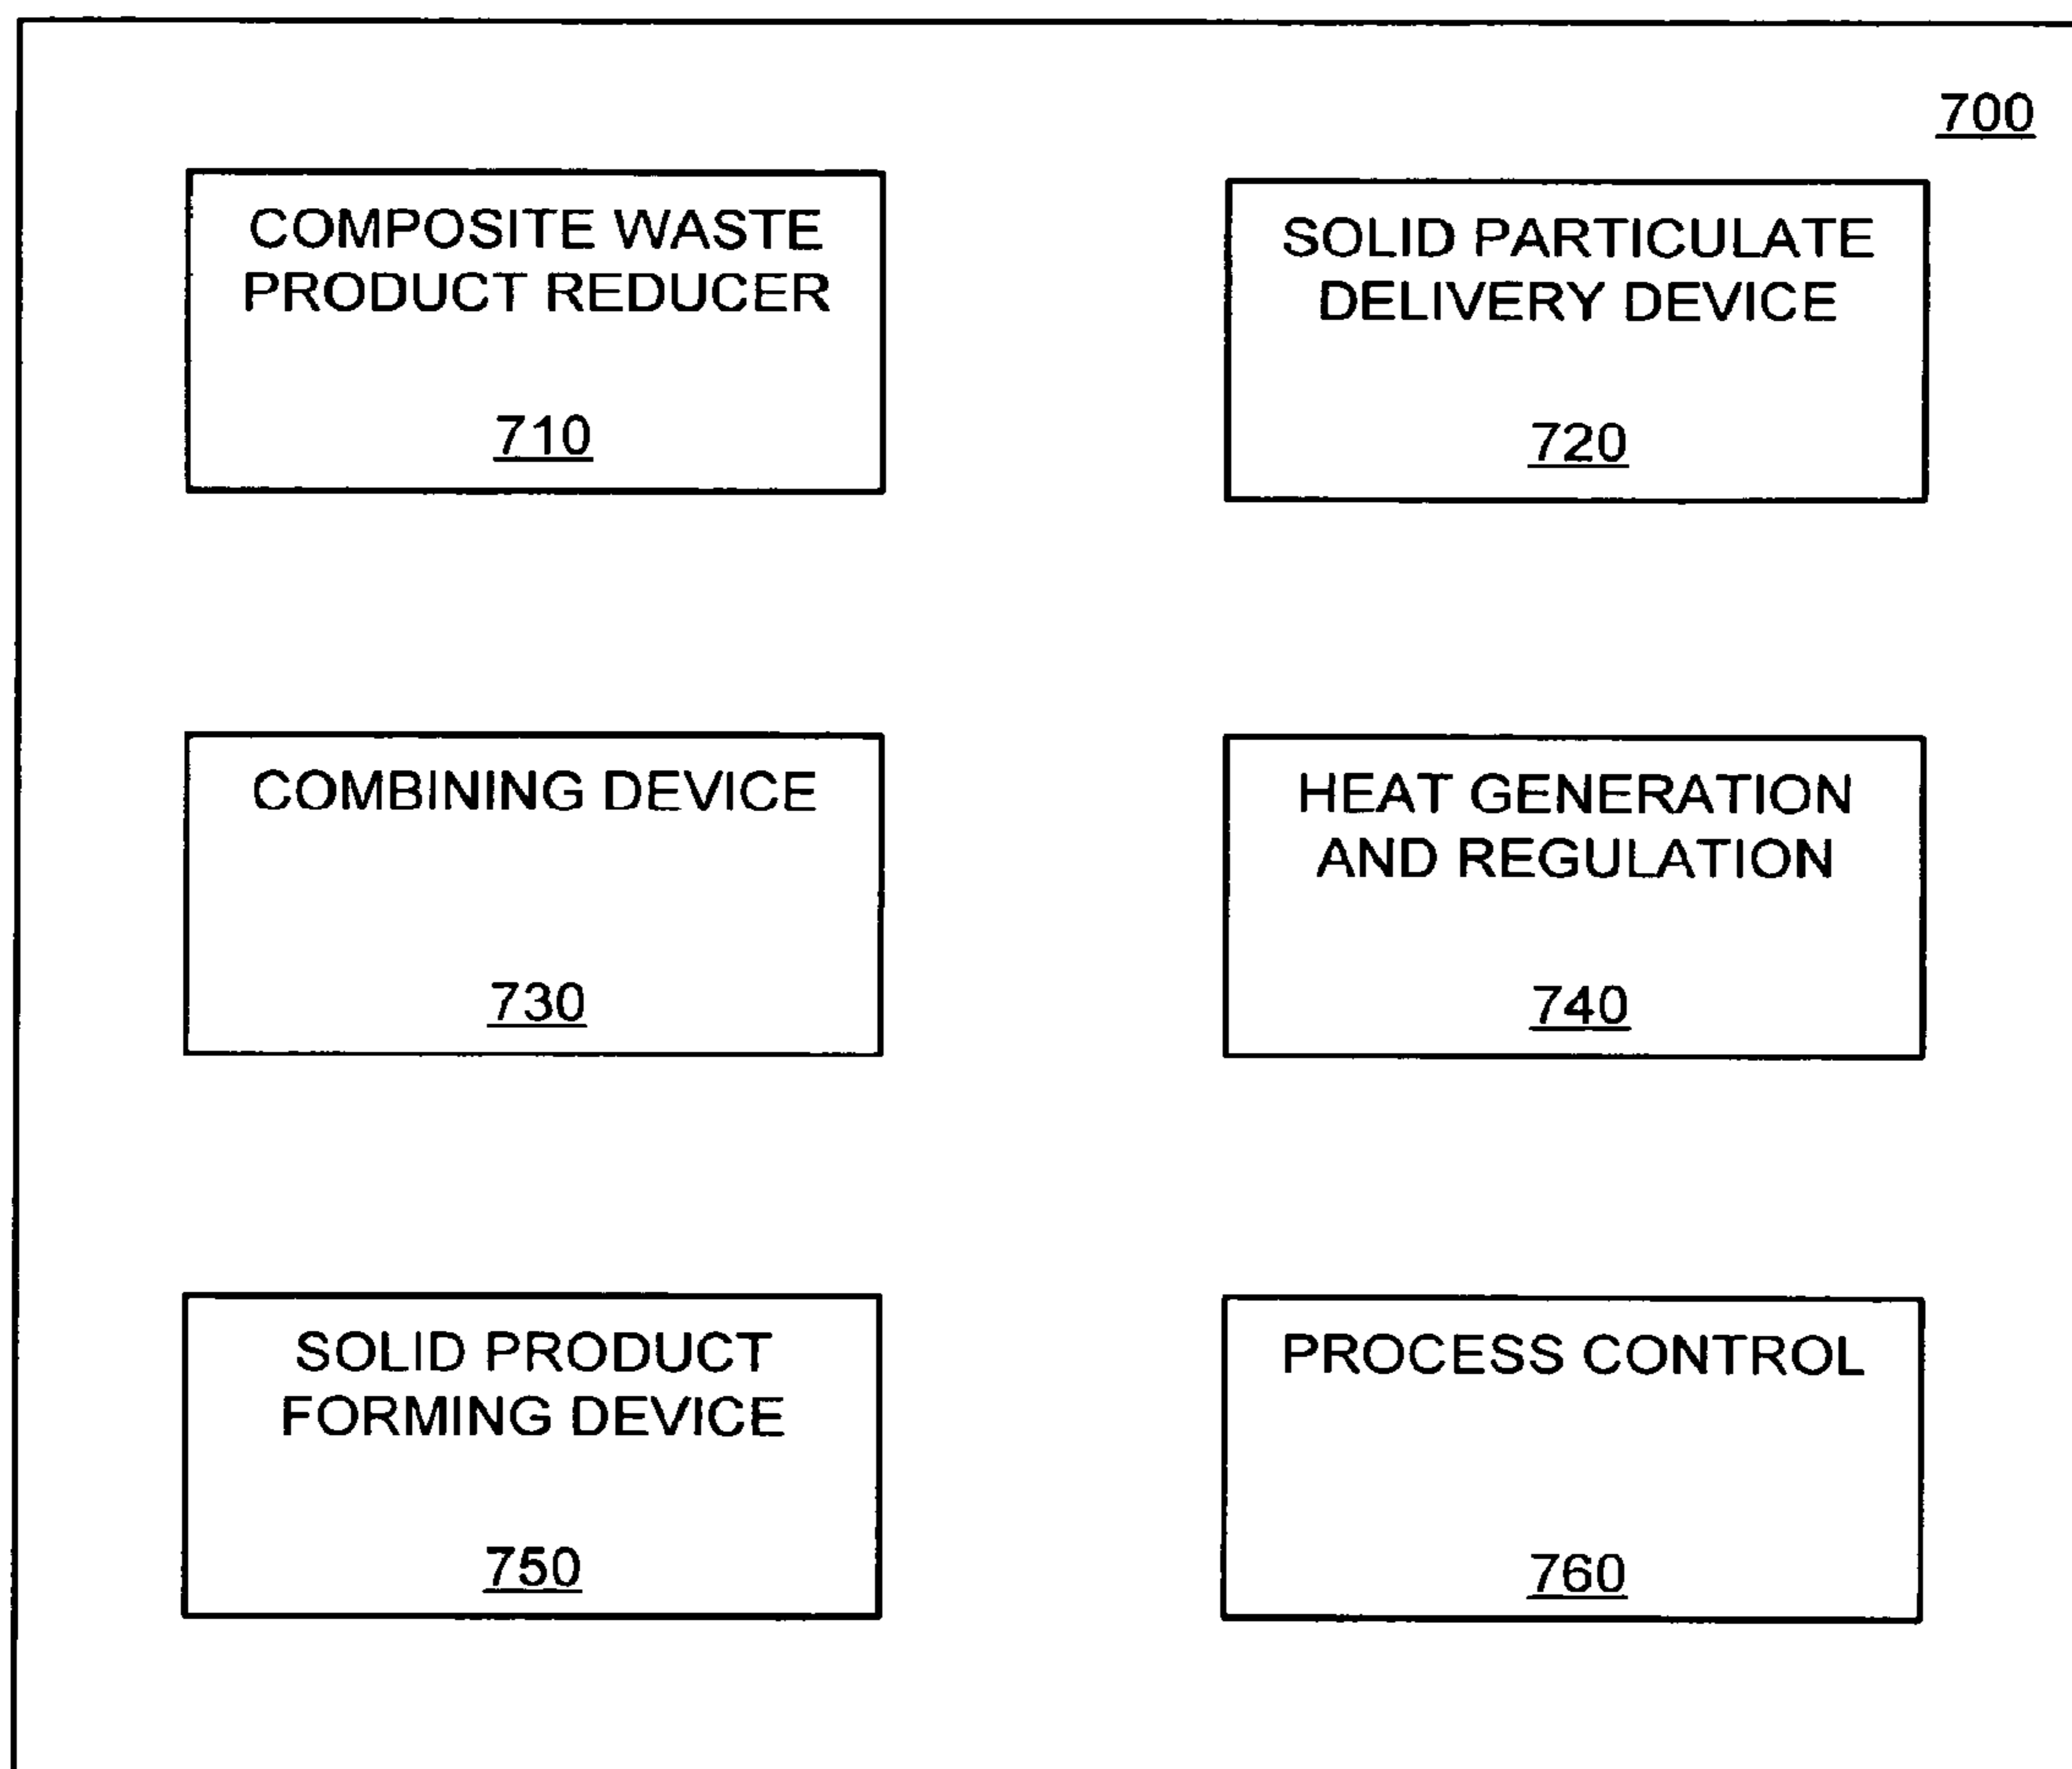 700
COMPOSITE WASTE
PRODUCT REDUCER
710
SOLID PARTICULATE
DELIVERY DEVICE
720
COMBINING DEVICE
730
HEAT GENERATION
AND REGULATION
740
SOLID PRODUCT
FORMING DEVICE
750
PROCESS CONTROL
760